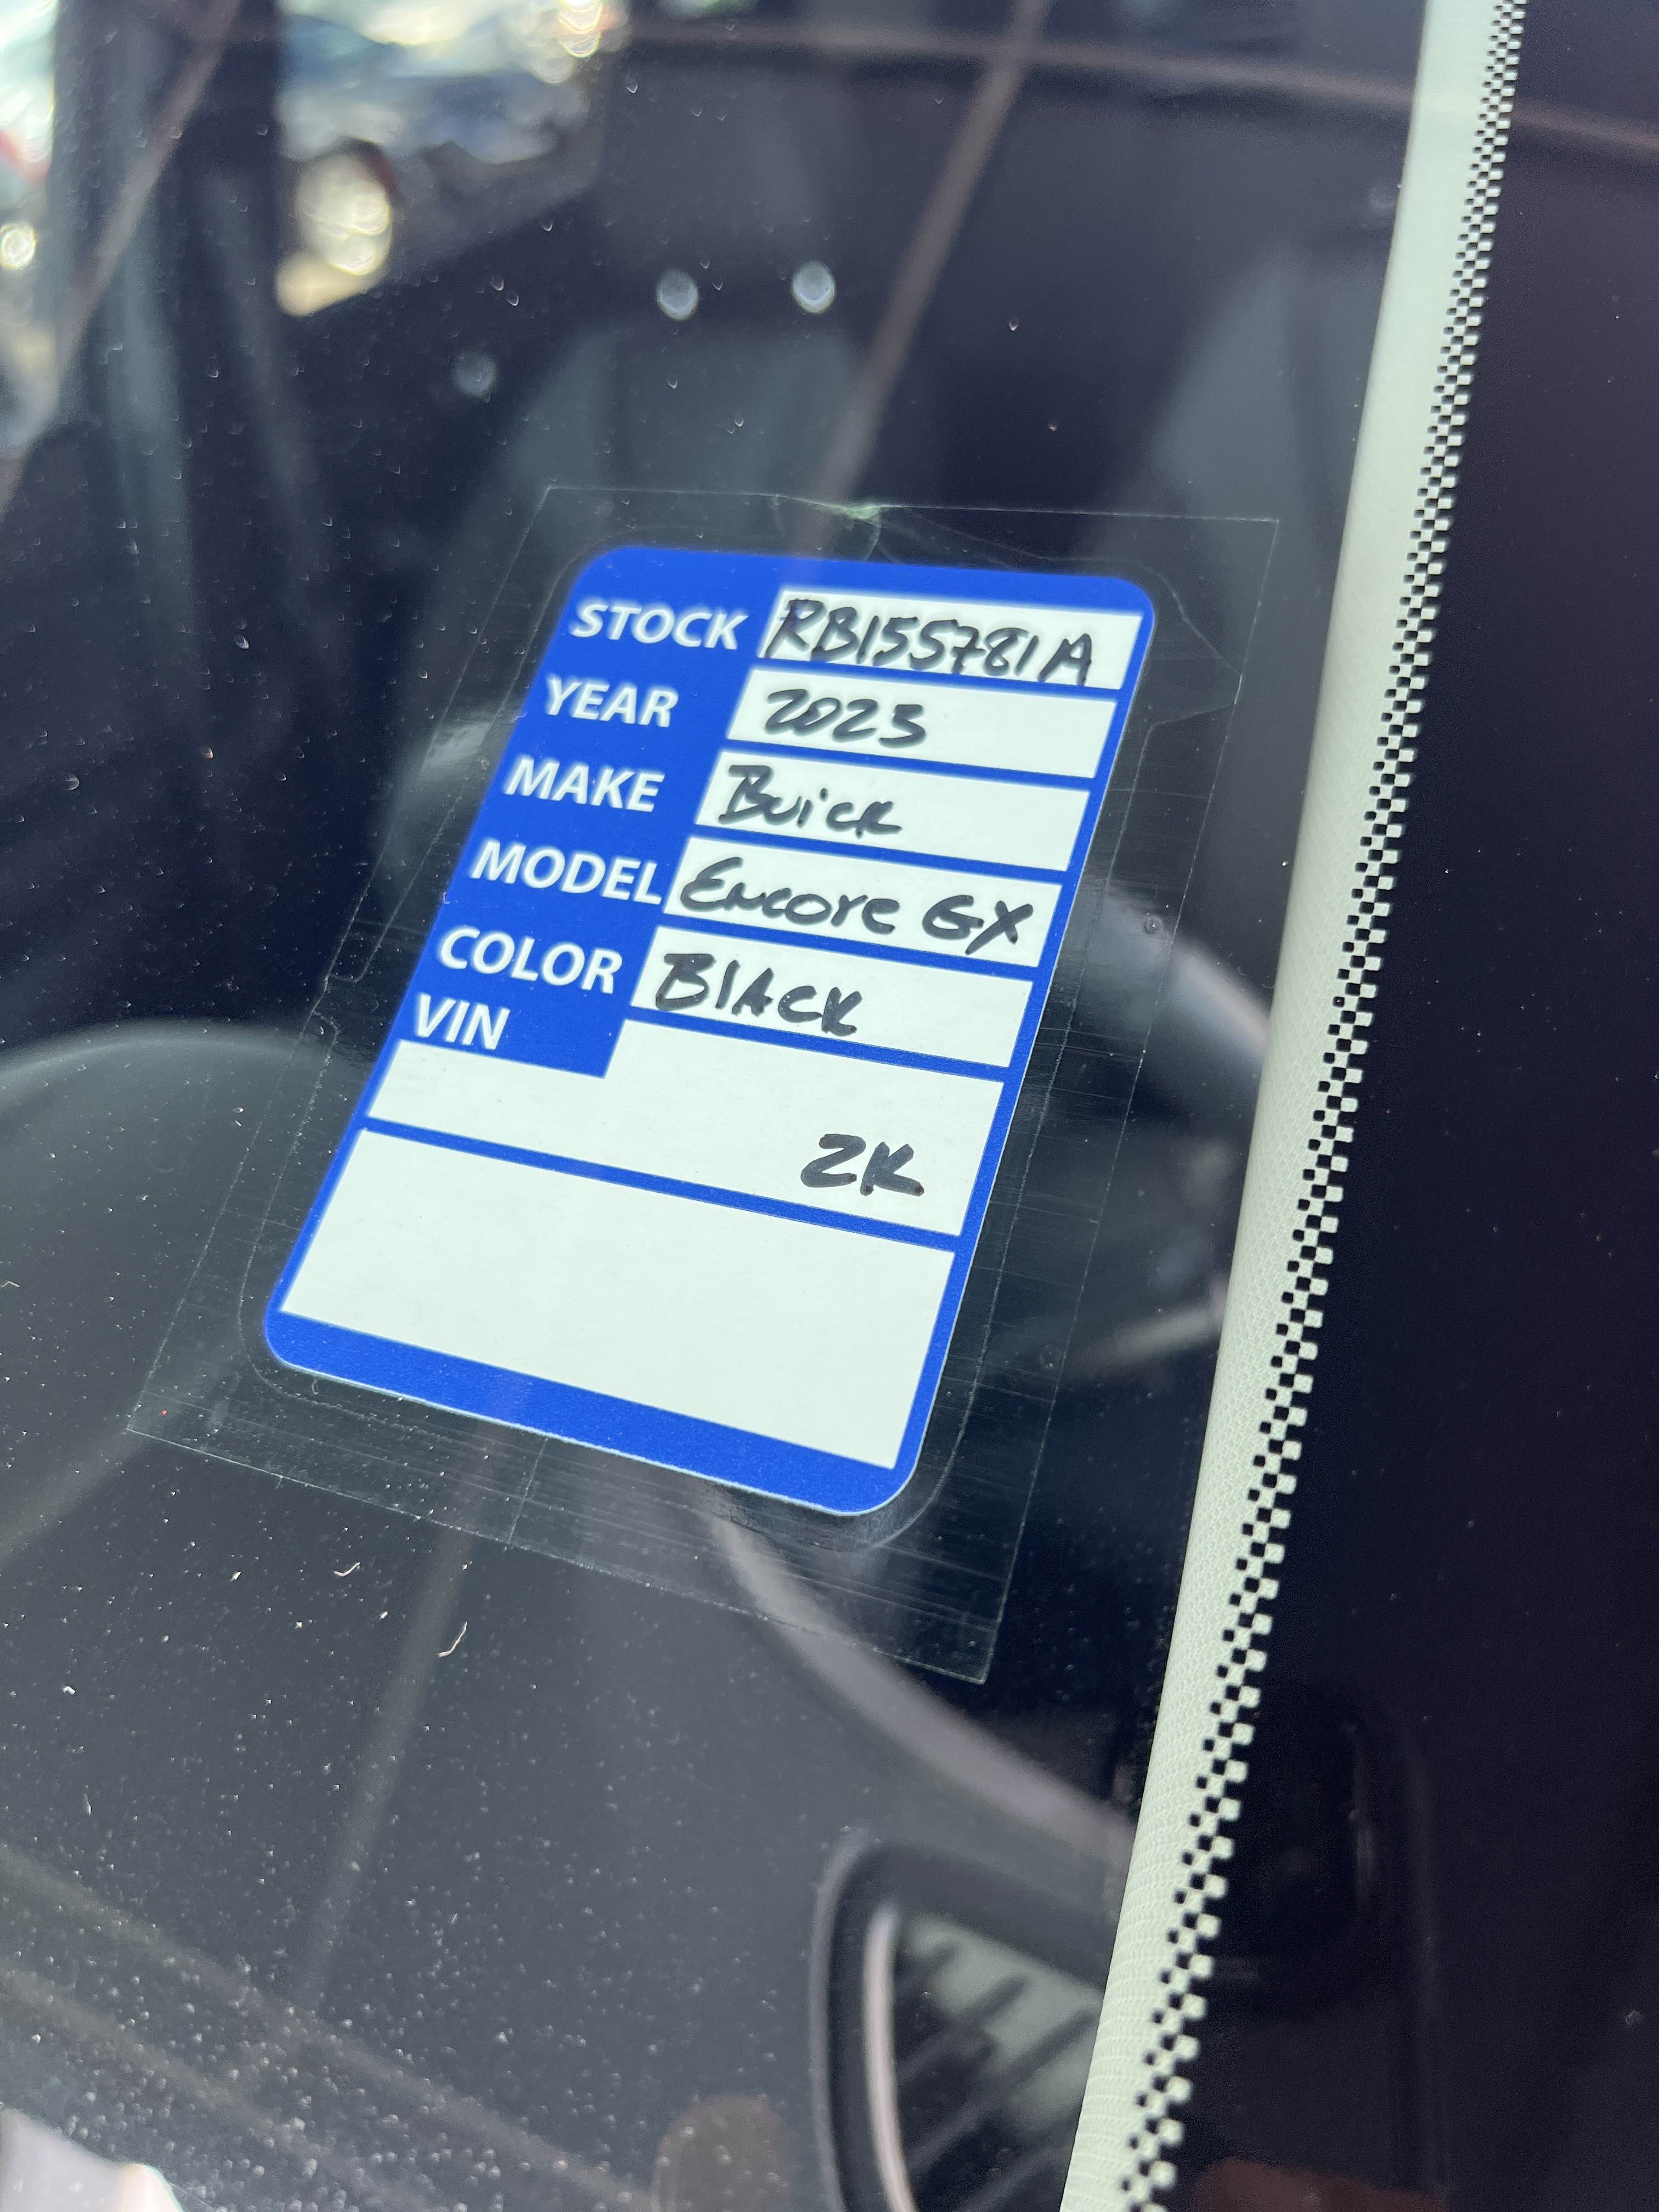 STOCK RB155781A
YEAR 2023
MAKE Buick
MODEL Encore GX
COLOR BlACK
VIN
2K